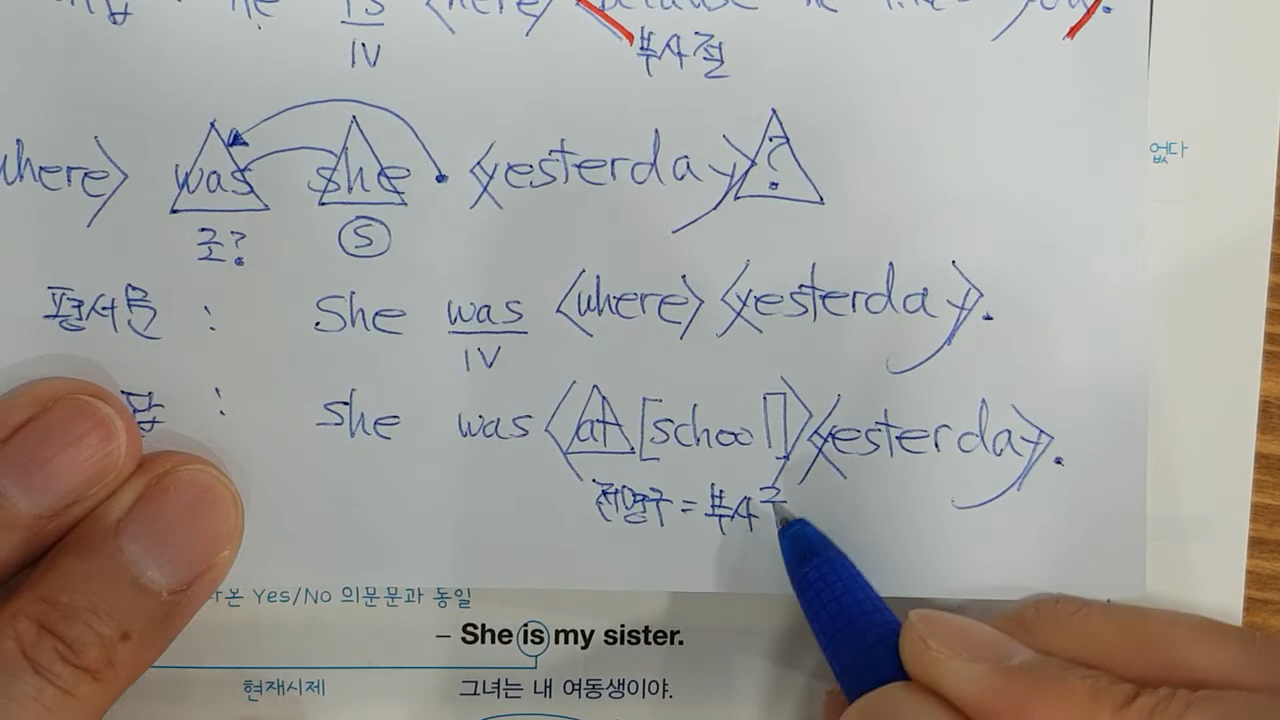 is <here> because he you.
IV 부사절
where> was she <yesterday>?
조? S
없다
평서문 : She was <where> <yesterday>.
IV
답 : she was <at [school]> <yesterday>.
전명구 = 부사구
Yes/No 의문문과 동일
– She is my sister.
현재시제 그녀는 내 여동생이야.